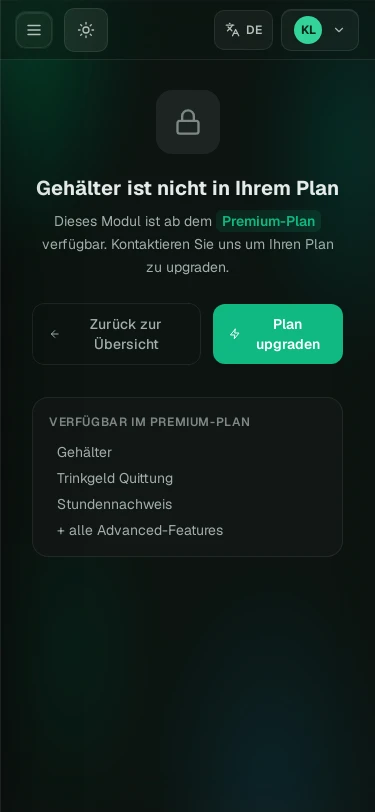 DE
KL
Gehälter ist nicht in Ihrem Plan
Dieses Modul ist ab dem Premium-Plan
verfügbar. Kontaktieren Sie uns um Ihren Plan
zu upgraden.
Zurück zur
Übersicht
Plan
upgraden
VERFÜGBAR IM PREMIUM-PLAN
Gehälter
Trinkgeld Quittung
Stundennachweis
+ alle Advanced-Features